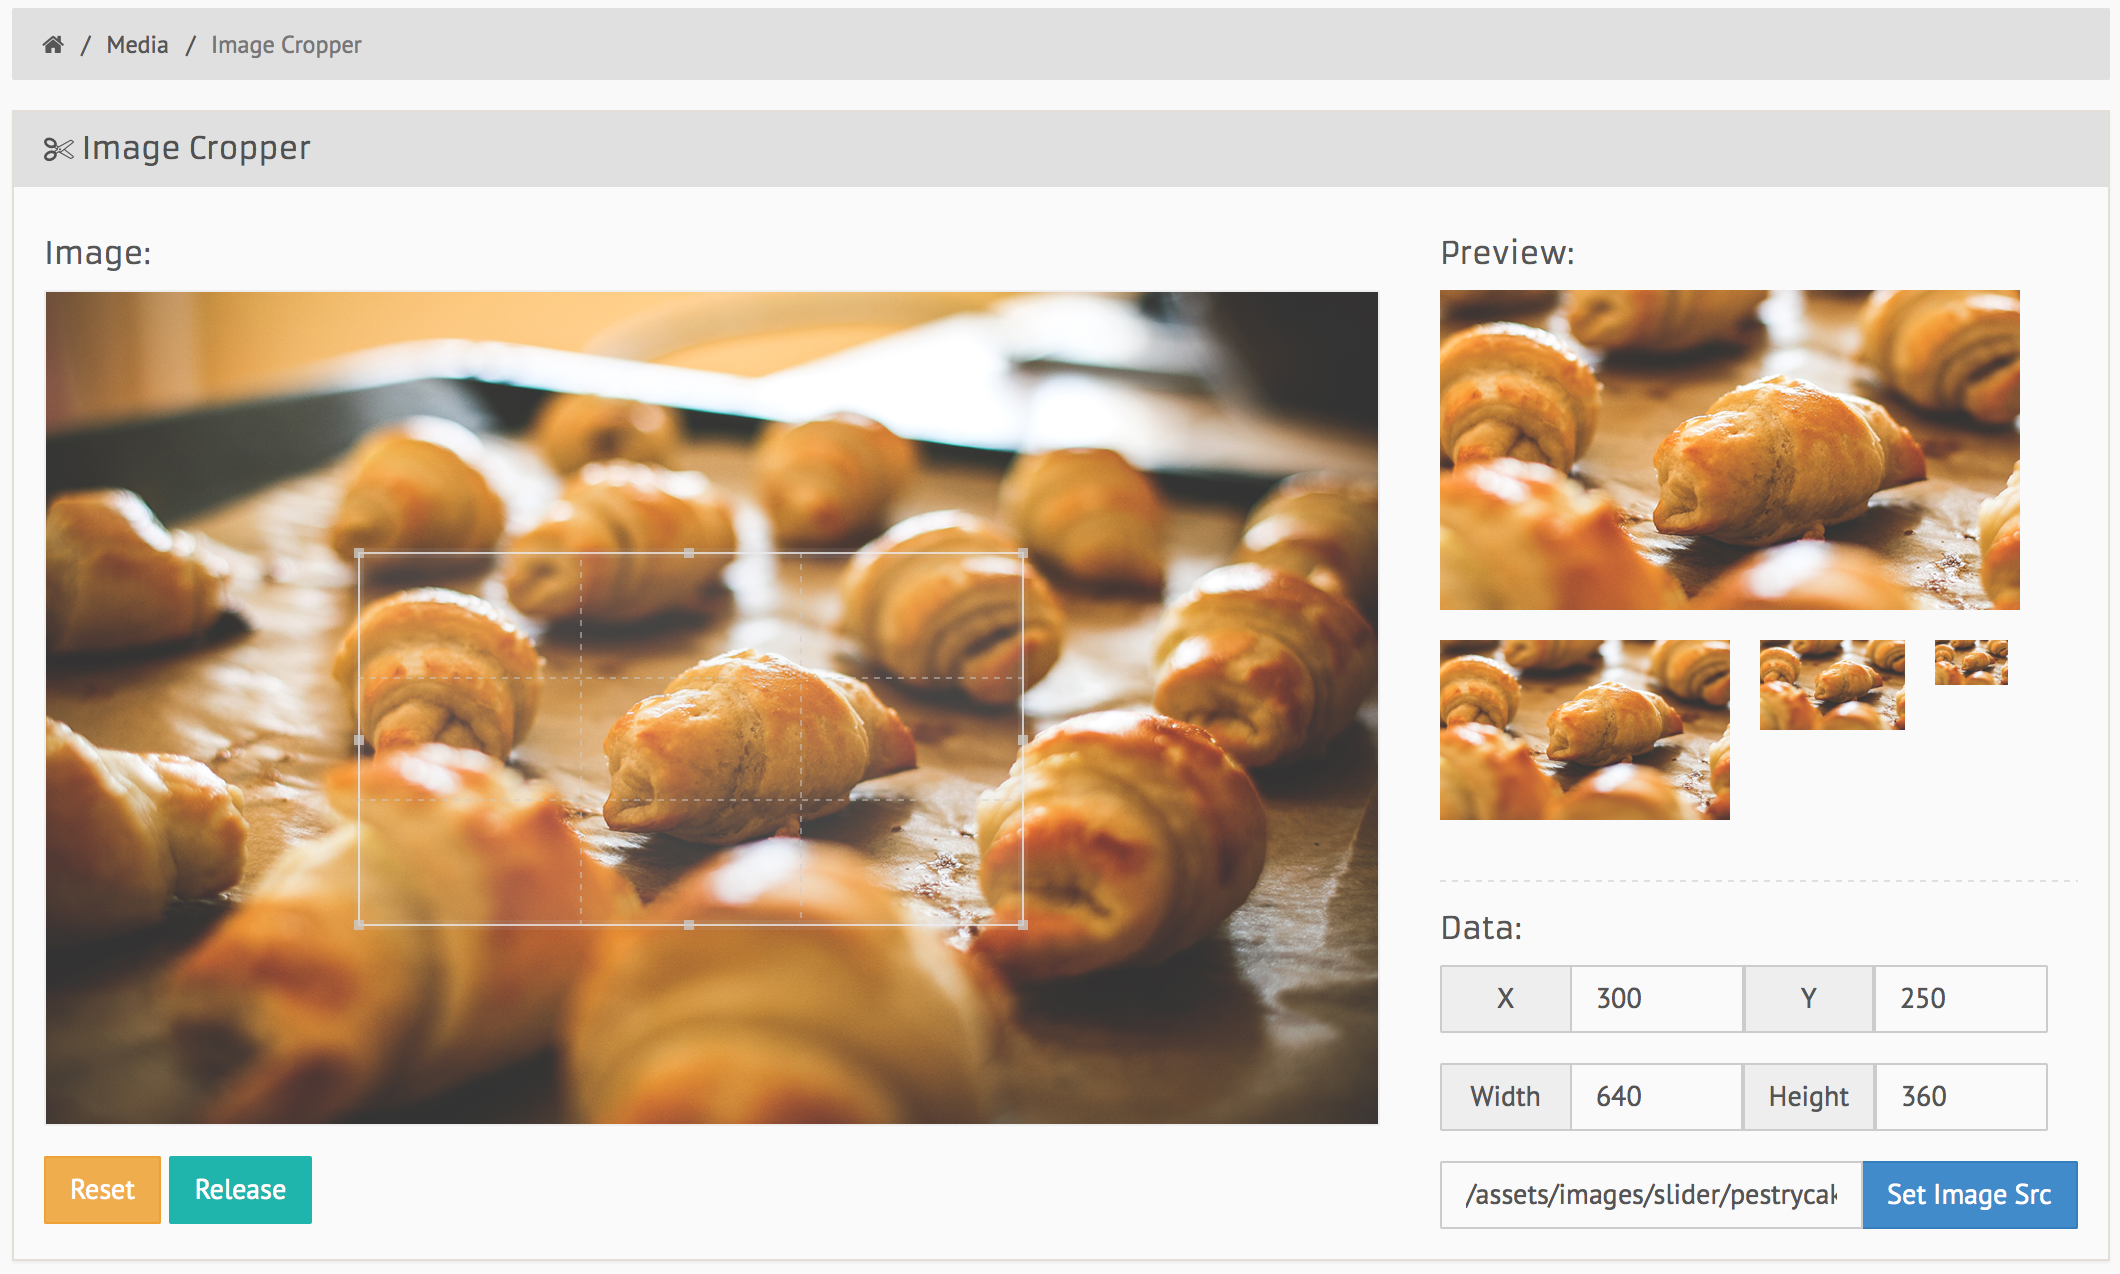 / Media / Image Cropper
Image Cropper
Image:
Preview:
Data:
X 300 Y 250
Width 640 Height 360
/assets/images/slider/pestrycak Set Image Src
Reset Release